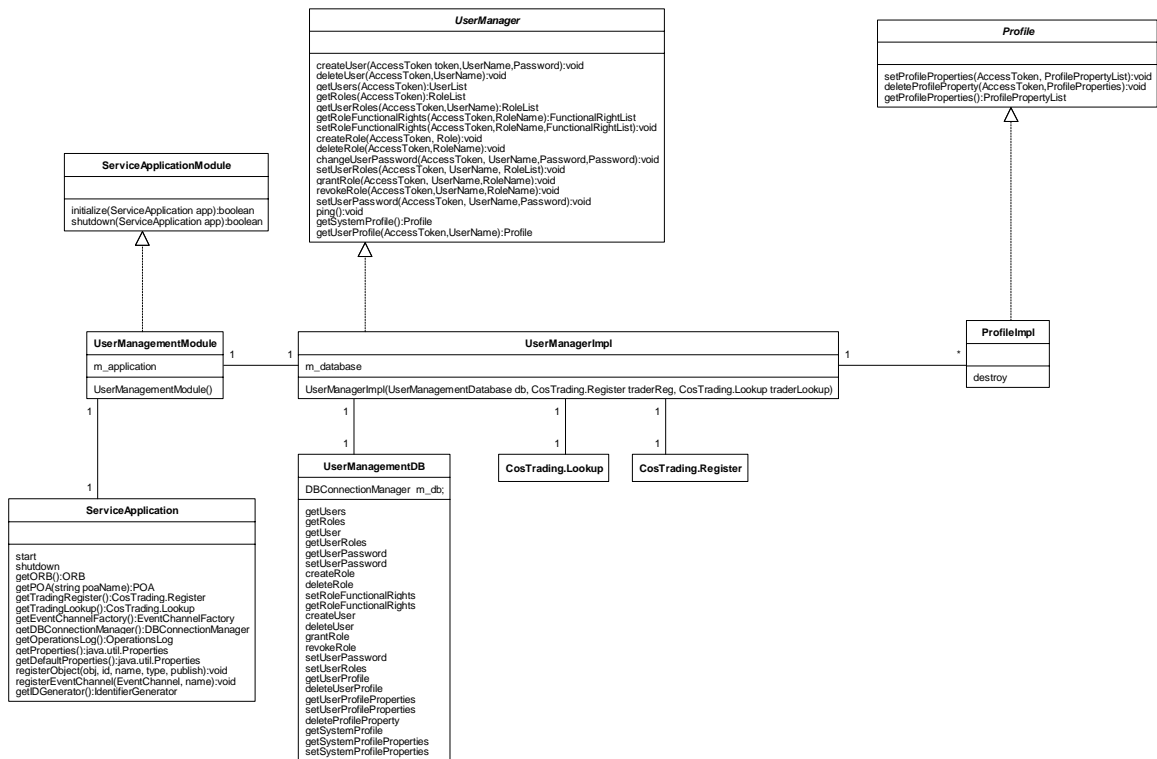 UserManager
createUser(AccessToken token,UserName,Password):void
deleteUser(AccessToken,UserName):void
getUsers(AccessToken):UserList
getRoles(AccessToken):RoleList
getUserRoles(AccessToken,UserName):RoleList
getRoleFunctionalRights(AccessToken,RoleName):FunctionalRightList
setRoleFunctionalRights(AccessToken,RoleName,FunctionalRightList):void
createRole(AccessToken, Role):void
deleteRole(AccessToken,RoleName):void
changeUserPassword(AccessToken, UserName,Password,Password):void
setUserRoles(AccessToken, UserName, RoleList):void
grantRole(AccessToken, UserName,RoleName):void
revokeRole(AccessToken,UserName,RoleName):void
setUserPassword(AccessToken, UserName,Password):void
ping():void
getSystemProfile():Profile
getUserProfile(AccessToken,UserName):Profile
Profile
setProfileProperties(AccessToken, ProfilePropertyList):void
deleteProfileProperty(AccessToken,ProfileProperties):void
getProfileProperties():ProfilePropertyList
ServiceApplicationModule
initialize(ServiceApplication app):boolean
shutdown(ServiceApplication app):boolean
UserManagementModule
m_application
UserManagementModule()
1
1
UserManagerImpl
m_database
UserManagerImpl(UserManagementDatabase db, CosTrading.Register traderReg, CosTrading.Lookup traderLookup)
1
*
ProfileImpl
destroy
1
1
1
1
1
1
1
1
UserManagementDB
DBConnectionManager m_db;
getUsers
getRoles
getUser
getUserRoles
getUserPassword
setUserPassword
createRole
deleteRole
setRoleFunctionalRights
getRoleFunctionalRights
createUser
deleteUser
grantRole
revokeRole
setUserPassword
setUserRoles
getUserProfile
deleteUserProfile
getUserProfileProperties
setUserProfileProperties
deleteProfileProperty
getSystemProfile
getSystemProfileProperties
setSystemProfileProperties
CosTrading.Lookup
CosTrading.Register
ServiceApplication
start
shutdown
getORB():ORB
getPOA(string poaName):POA
getTradingRegister():CosTrading.Register
getTradingLookup():CosTrading.Lookup
getEventChannelFactory():EventChannelFactory
getDBConnectionManager():DBConnectionManager
getOperationsLog():OperationsLog
getProperties():java.util.Properties
getDefaultProperties():java.util.Properties
registerObject(obj, id, name, type, publish):void
registerEventChannel(EventChannel, name):void
getIDGenerator():IdentifierGenerator